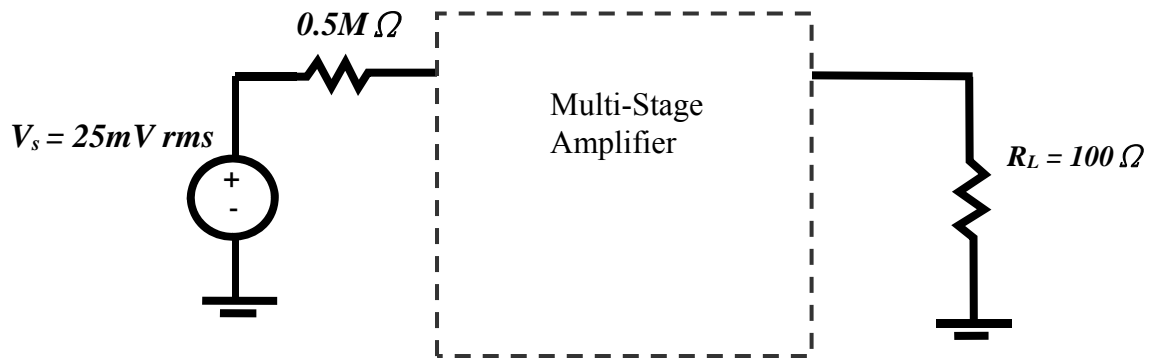 0.5M Ω
Multi-Stage
Amplifier
V_s = 25mV rms
R_L = 100 Ω
+
-